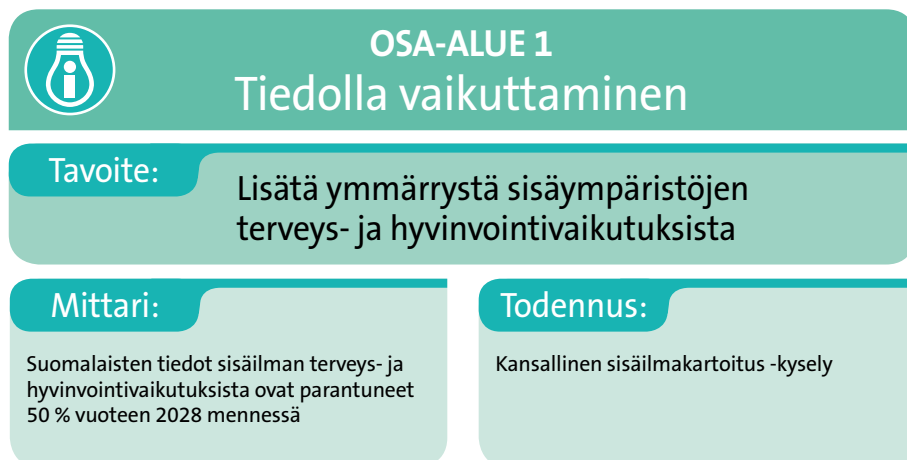 OSA-ALUE 1
Tiedolla vaikuttaminen
Tavoite:
Lisätä ymmärrystä sisäympäristöjen
terveys- ja hyvinvointivaikutuksista
Mittari:
Suomalaisten tiedot sisäilman terveys- ja
hyvinvointivaikutuksista ovat parantuneet
50 % vuoteen 2028 mennessä
Todennus:
Kansallinen sisäilmakartoitus -kysely